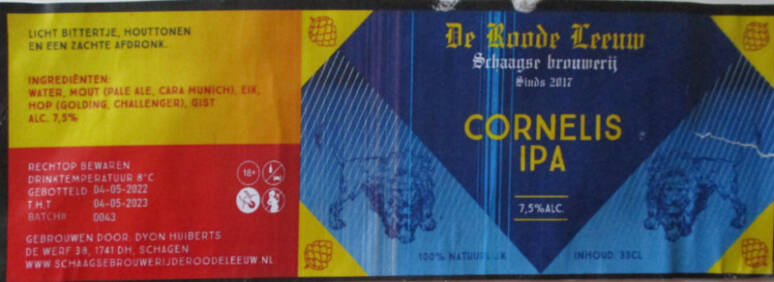 LICHT BITTERTJE, HOUTTONEN
EN EEN ZACHTE AFDRONK.
INGREDIËNTEN:
WATER, MOUT (PALE ALE, CARA MUNICH), EIK,
HOP (GOLDING, CHALLENGER), GIST
ALC. 7,5%
RECHTOP BEWAREN
DRINKTEMPERATUUR 8°C
GEBOTTELD 04-05-2022
T.H.T 04-05-2023
BATCH# 0043
GEBROUWEN DOOR: DYON HUIBERTS
DE WERF 38, 1741 DH, SCHAGEN
WWW.SCHAAGSEBROUWERIJDEROODELEEUW.NL
18+
De Roode Leeuw
Schaagse brouwerij
Sinds 2017
CORNELIS
IPA
7,5%ALC.
100% NATUURLIJK
INHOUD: 33CL